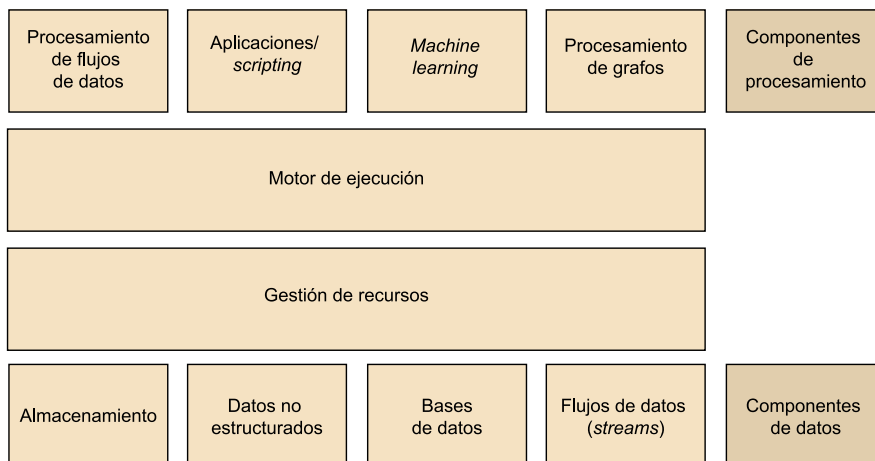 Procesamiento
de flujos
de datos
Aplicaciones/
scripting
Machine
learning
Procesamiento
de grafos
Componentes
de
procesamiento
Motor de ejecución
Gestión de recursos
Almacenamiento
Datos no
estructurados
Bases
de datos
Flujos de datos
(streams)
Componentes
de datos